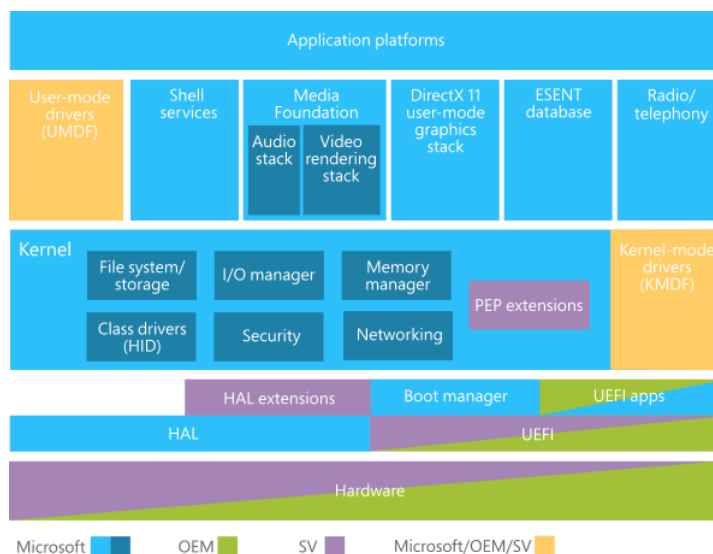 Application platforms
User-mode
drivers
(UMDF)
Shell
services
Media
Foundation
Audio
stack
Video
rendering
stack
DirectX 11
user-mode
graphics
stack
ESENT
database
Radio/
telephony
Kernel
File system/
storage
I/O manager
Memory
manager
PEP extensions
Class drivers
(HID)
Security
Networking
Kernel-mode
drivers
(KMDF)
HAL extensions
Boot manager
UEFI apps
HAL
UEFI
Hardware
Microsoft
OEM
SV
Microsoft/OEM/SV